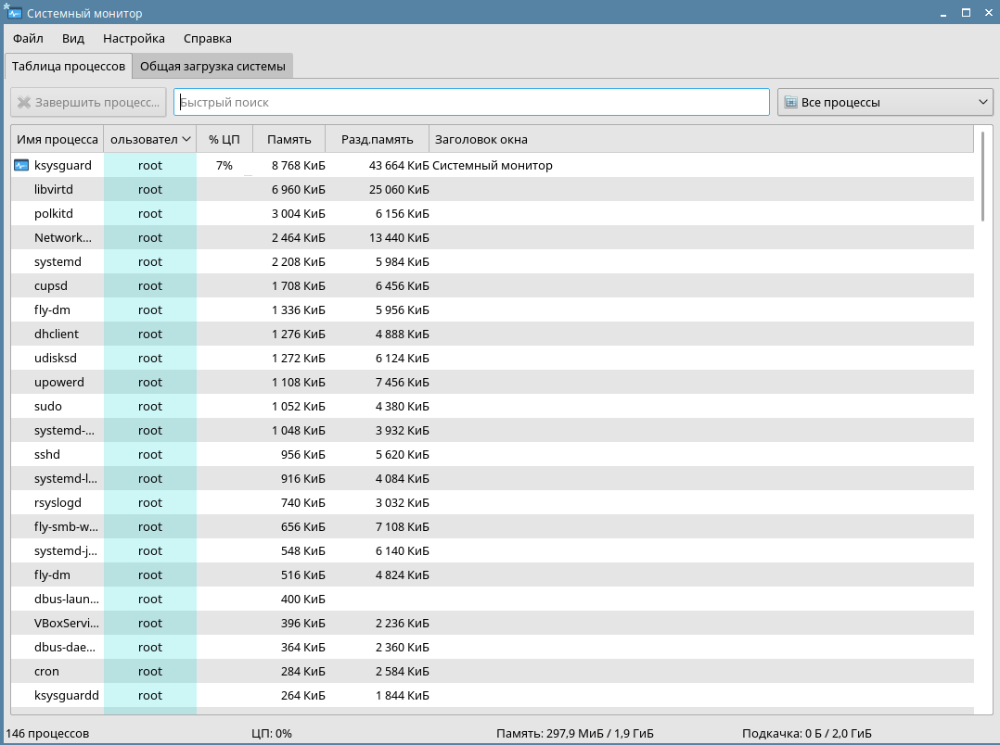 Системный монитор
Файл Вид Настройка Справка
Таблица процессов Общая загрузка системы
Завершить процесс... Быстрый поиск Все процессы
Имя процесса ользовател % ЦП Память Разд.память Заголовок окна
ksysguard root 7% 8 768 КиБ 43 664 КиБ Системный монитор
libvirtd root 6 960 КиБ 25 060 КиБ
polkitd root 3 004 КиБ 6 156 КиБ
Network... root 2 464 КиБ 13 440 КиБ
systemd root 2 208 КиБ 5 984 КиБ
cupsd root 1 708 КиБ 6 456 КиБ
fly-dm root 1 336 КиБ 5 956 КиБ
dhclient root 1 276 КиБ 4 888 КиБ
udisksd root 1 272 КиБ 6 124 КиБ
upowerd root 1 108 КиБ 7 456 КиБ
sudo root 1 052 КиБ 4 380 КиБ
systemd-... root 1 048 КиБ 3 932 КиБ
sshd root 956 КиБ 5 620 КиБ
systemd-l... root 916 КиБ 4 084 КиБ
rsyslogd root 740 КиБ 3 032 КиБ
fly-smb-w... root 656 КиБ 7 108 КиБ
systemd-j... root 548 КиБ 6 140 КиБ
fly-dm root 516 КиБ 4 824 КиБ
dbus-laun... root 400 КиБ
VBoxServi... root 396 КиБ 2 236 КиБ
dbus-dae... root 364 КиБ 2 360 КиБ
cron root 284 КиБ 2 584 КиБ
ksysguardd root 264 КиБ 1 844 КиБ
146 процессов ЦП: 0% Память: 297,9 МиБ / 1,9 ГиБ Подкачка: 0 Б / 2,0 ГиБ